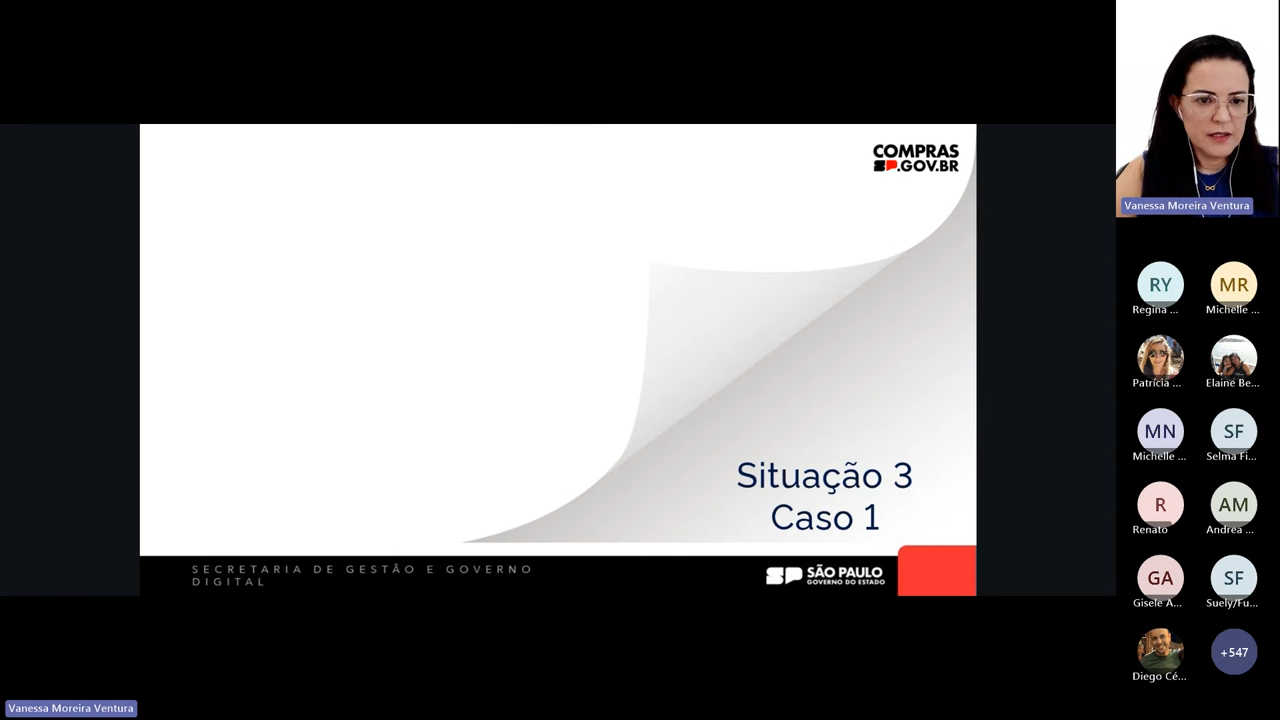 COMPRAS
SP.GOV.BR
Situação 3
Caso 1
SECRETARIA DE GESTÃO E GOVERNO
DIGITAL
SP SÃO PAULO
GOVERNO DO ESTADO
Vanessa Moreira Ventura
RY
MR
Regina ...
Michelle ...
Patrícia ...
Elaine Be...
MN
SF
Michelle ...
Selma Fi...
R
AM
Renato
Andrea ...
GA
SF
Gisele A...
Suely/Fu...
+547
Diego Cé...
Vanessa Moreira Ventura